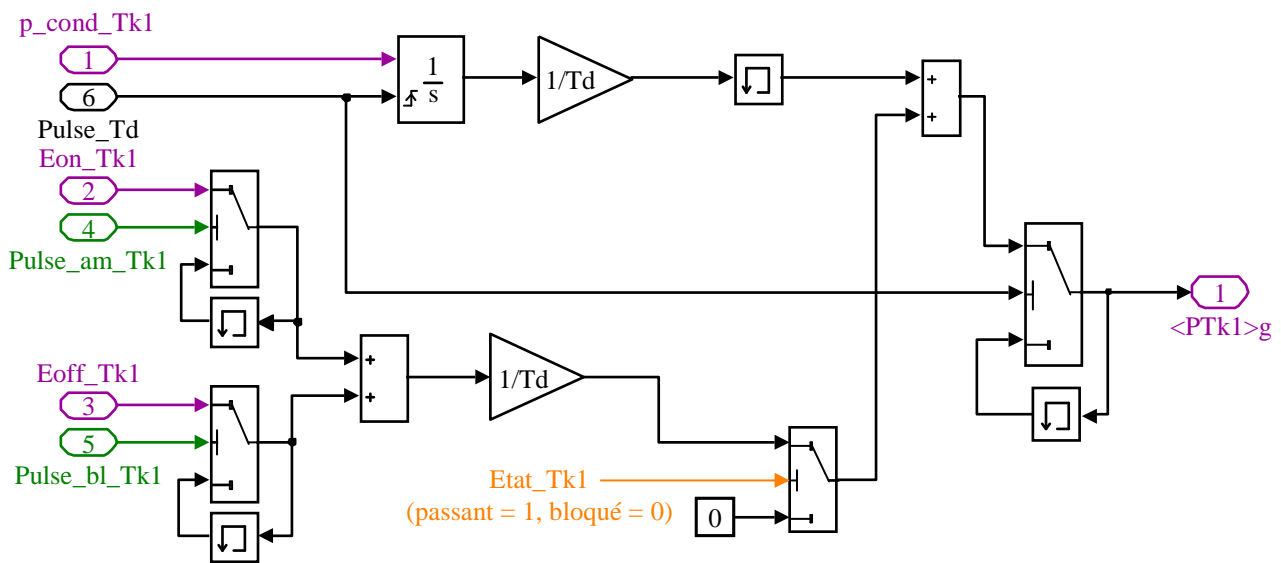 p_cond_Tk1
1
6
Pulse_Td
1
s
1/Td
+
+
Eon_Tk1
2
4
Pulse_am_Tk1
1
<PTk1>g
Eoff_Tk1
3
5
Pulse_bl_Tk1
+
+
1/Td
Etat_Tk1
(passant = 1, bloqué = 0)
0